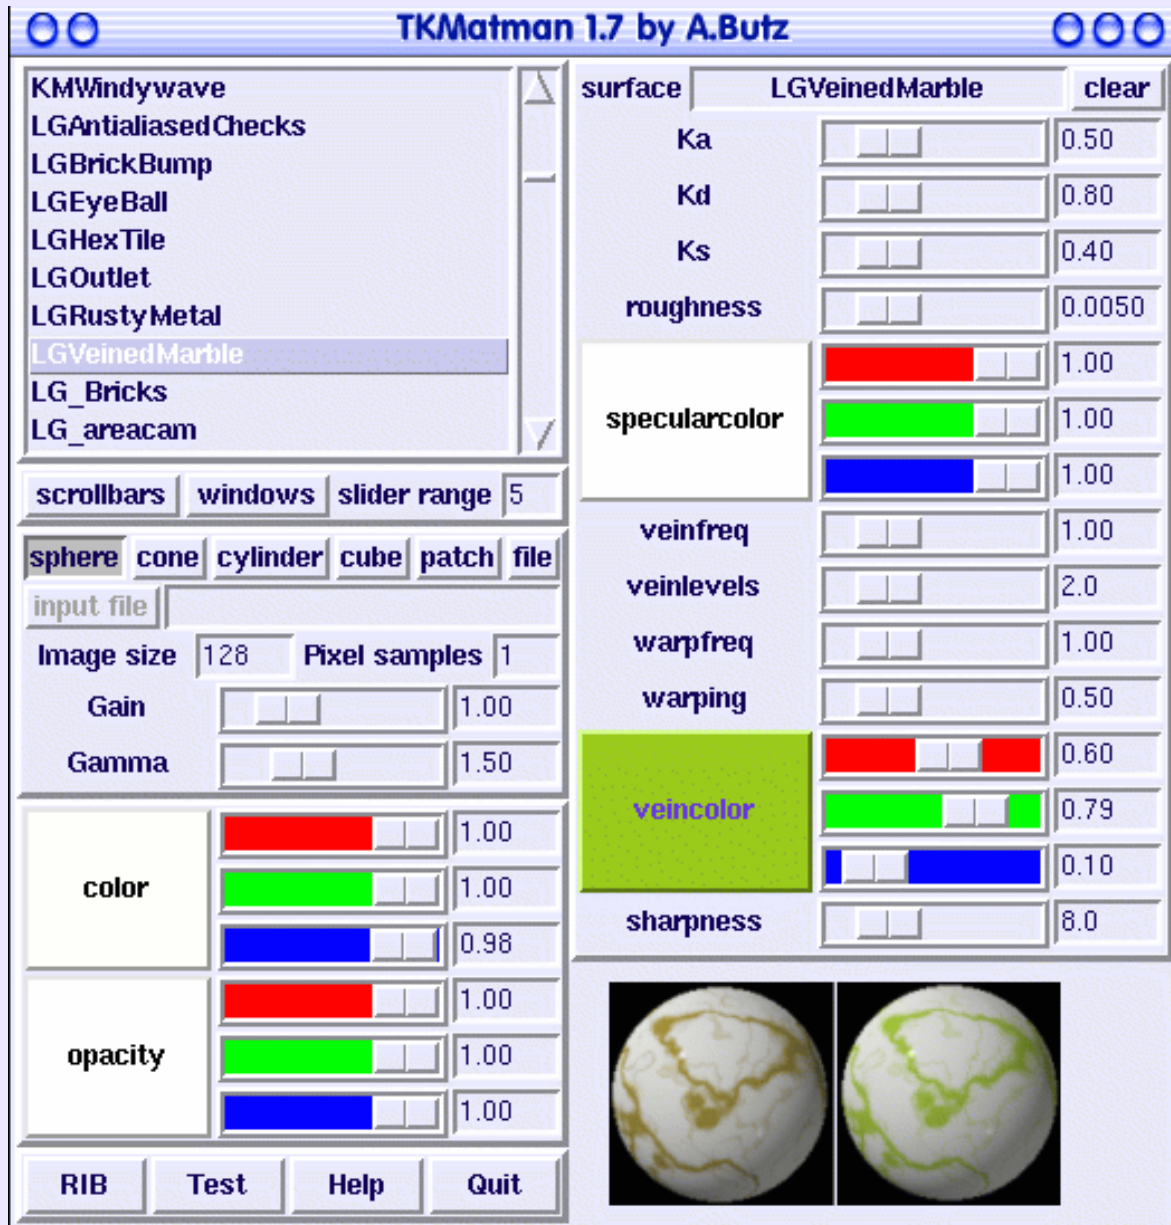 TKMatman 1.7 by A.Butz
KMWindywave
LGAntialiasedChecks
LGBrickBump
LGEyeBall
LGHexTile
LGOutlet
LGRustyMetal
LGVeinedMarble
LG_Bricks
LG_areacam
scrollbars windows slider range 5
sphere cone cylinder cube patch file
input file
Image size 128 Pixel samples 1
Gain 1.00
Gamma 1.50
color 1.00
1.00
0.98
opacity 1.00
1.00
1.00
RIB Test Help Quit
surface LGVeinedMarble clear
Ka 0.50
Kd 0.80
Ks 0.40
roughness 0.0050
specularcolor 1.00
1.00
1.00
veinfreq 1.00
veinlevels 2.0
warpfreq 1.00
warping 0.50
veincolor 0.60
0.79
0.10
sharpness 8.0